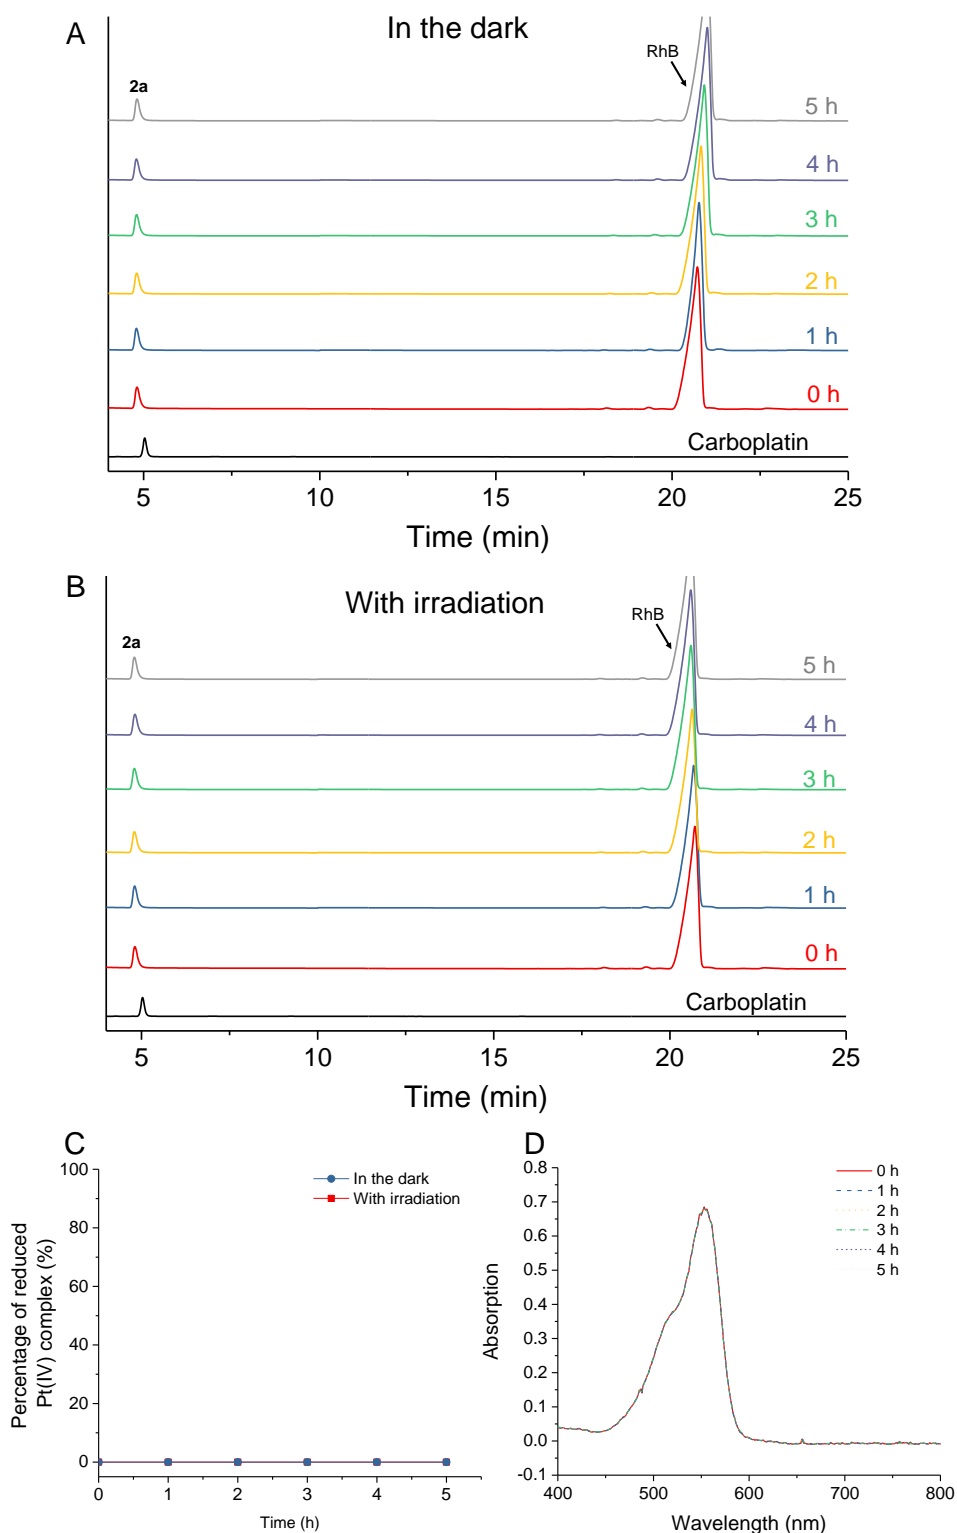 A
In the dark
RhB
2a
5 h
4 h
3 h
2 h
1 h
0 h
Carboplatin
5 10 15 20 25
Time (min)
B
With irradiation
RhB
2a
5 h
4 h
3 h
2 h
1 h
0 h
Carboplatin
5 10 15 20 25
Time (min)
C
100
80
60
40
20
0
Percentage of reduced
Pt(IV) complex (%)
In the dark
With irradiation
0 1 2 3 4 5
Time (h)
D
0.8
0.7
0.6
0.5
0.4
0.3
0.2
0.1
0.0
-0.1
Absorption
0 h
1 h
2 h
3 h
4 h
5 h
400 500 600 700 800
Wavelength (nm)